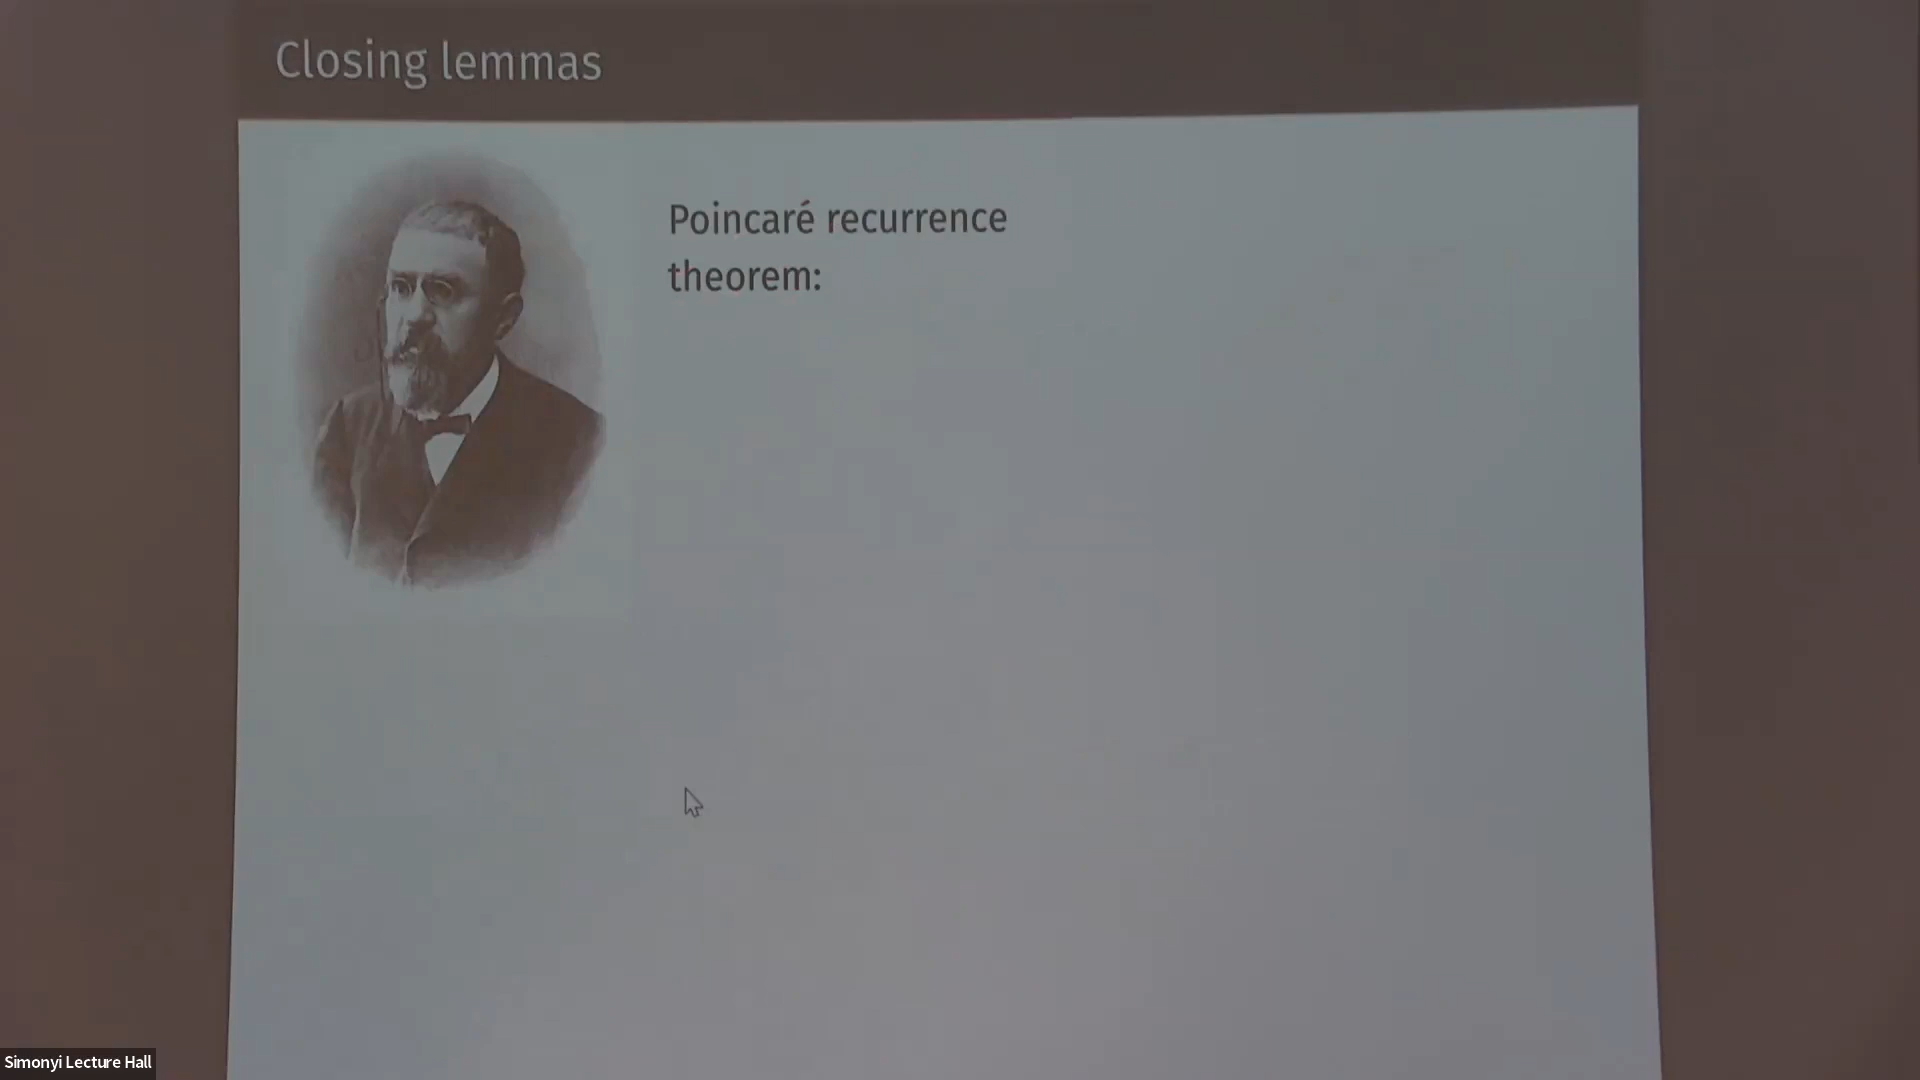 Closing lemmas
Poincaré recurrence
theorem:
Simonyi Lecture Hall